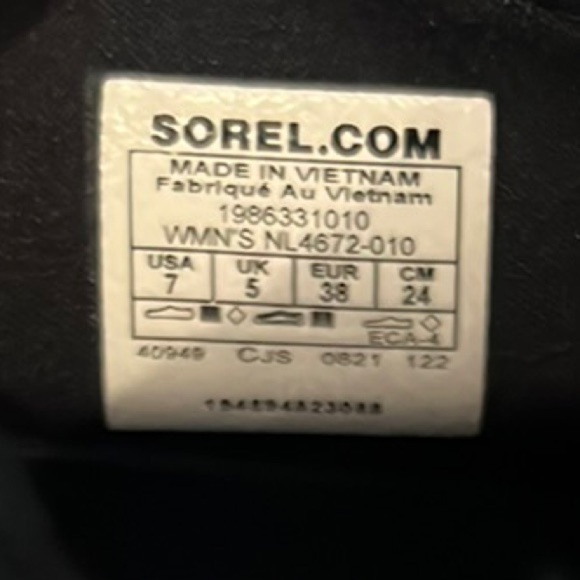 SOREL.COM
MADE IN VIETNAM
Fabriqué Au Vietnam
1986331010
WMN'S NL4672-010
USA UK EUR CM
7 5 38 24
ECA-4
40949 CJS 0821 122